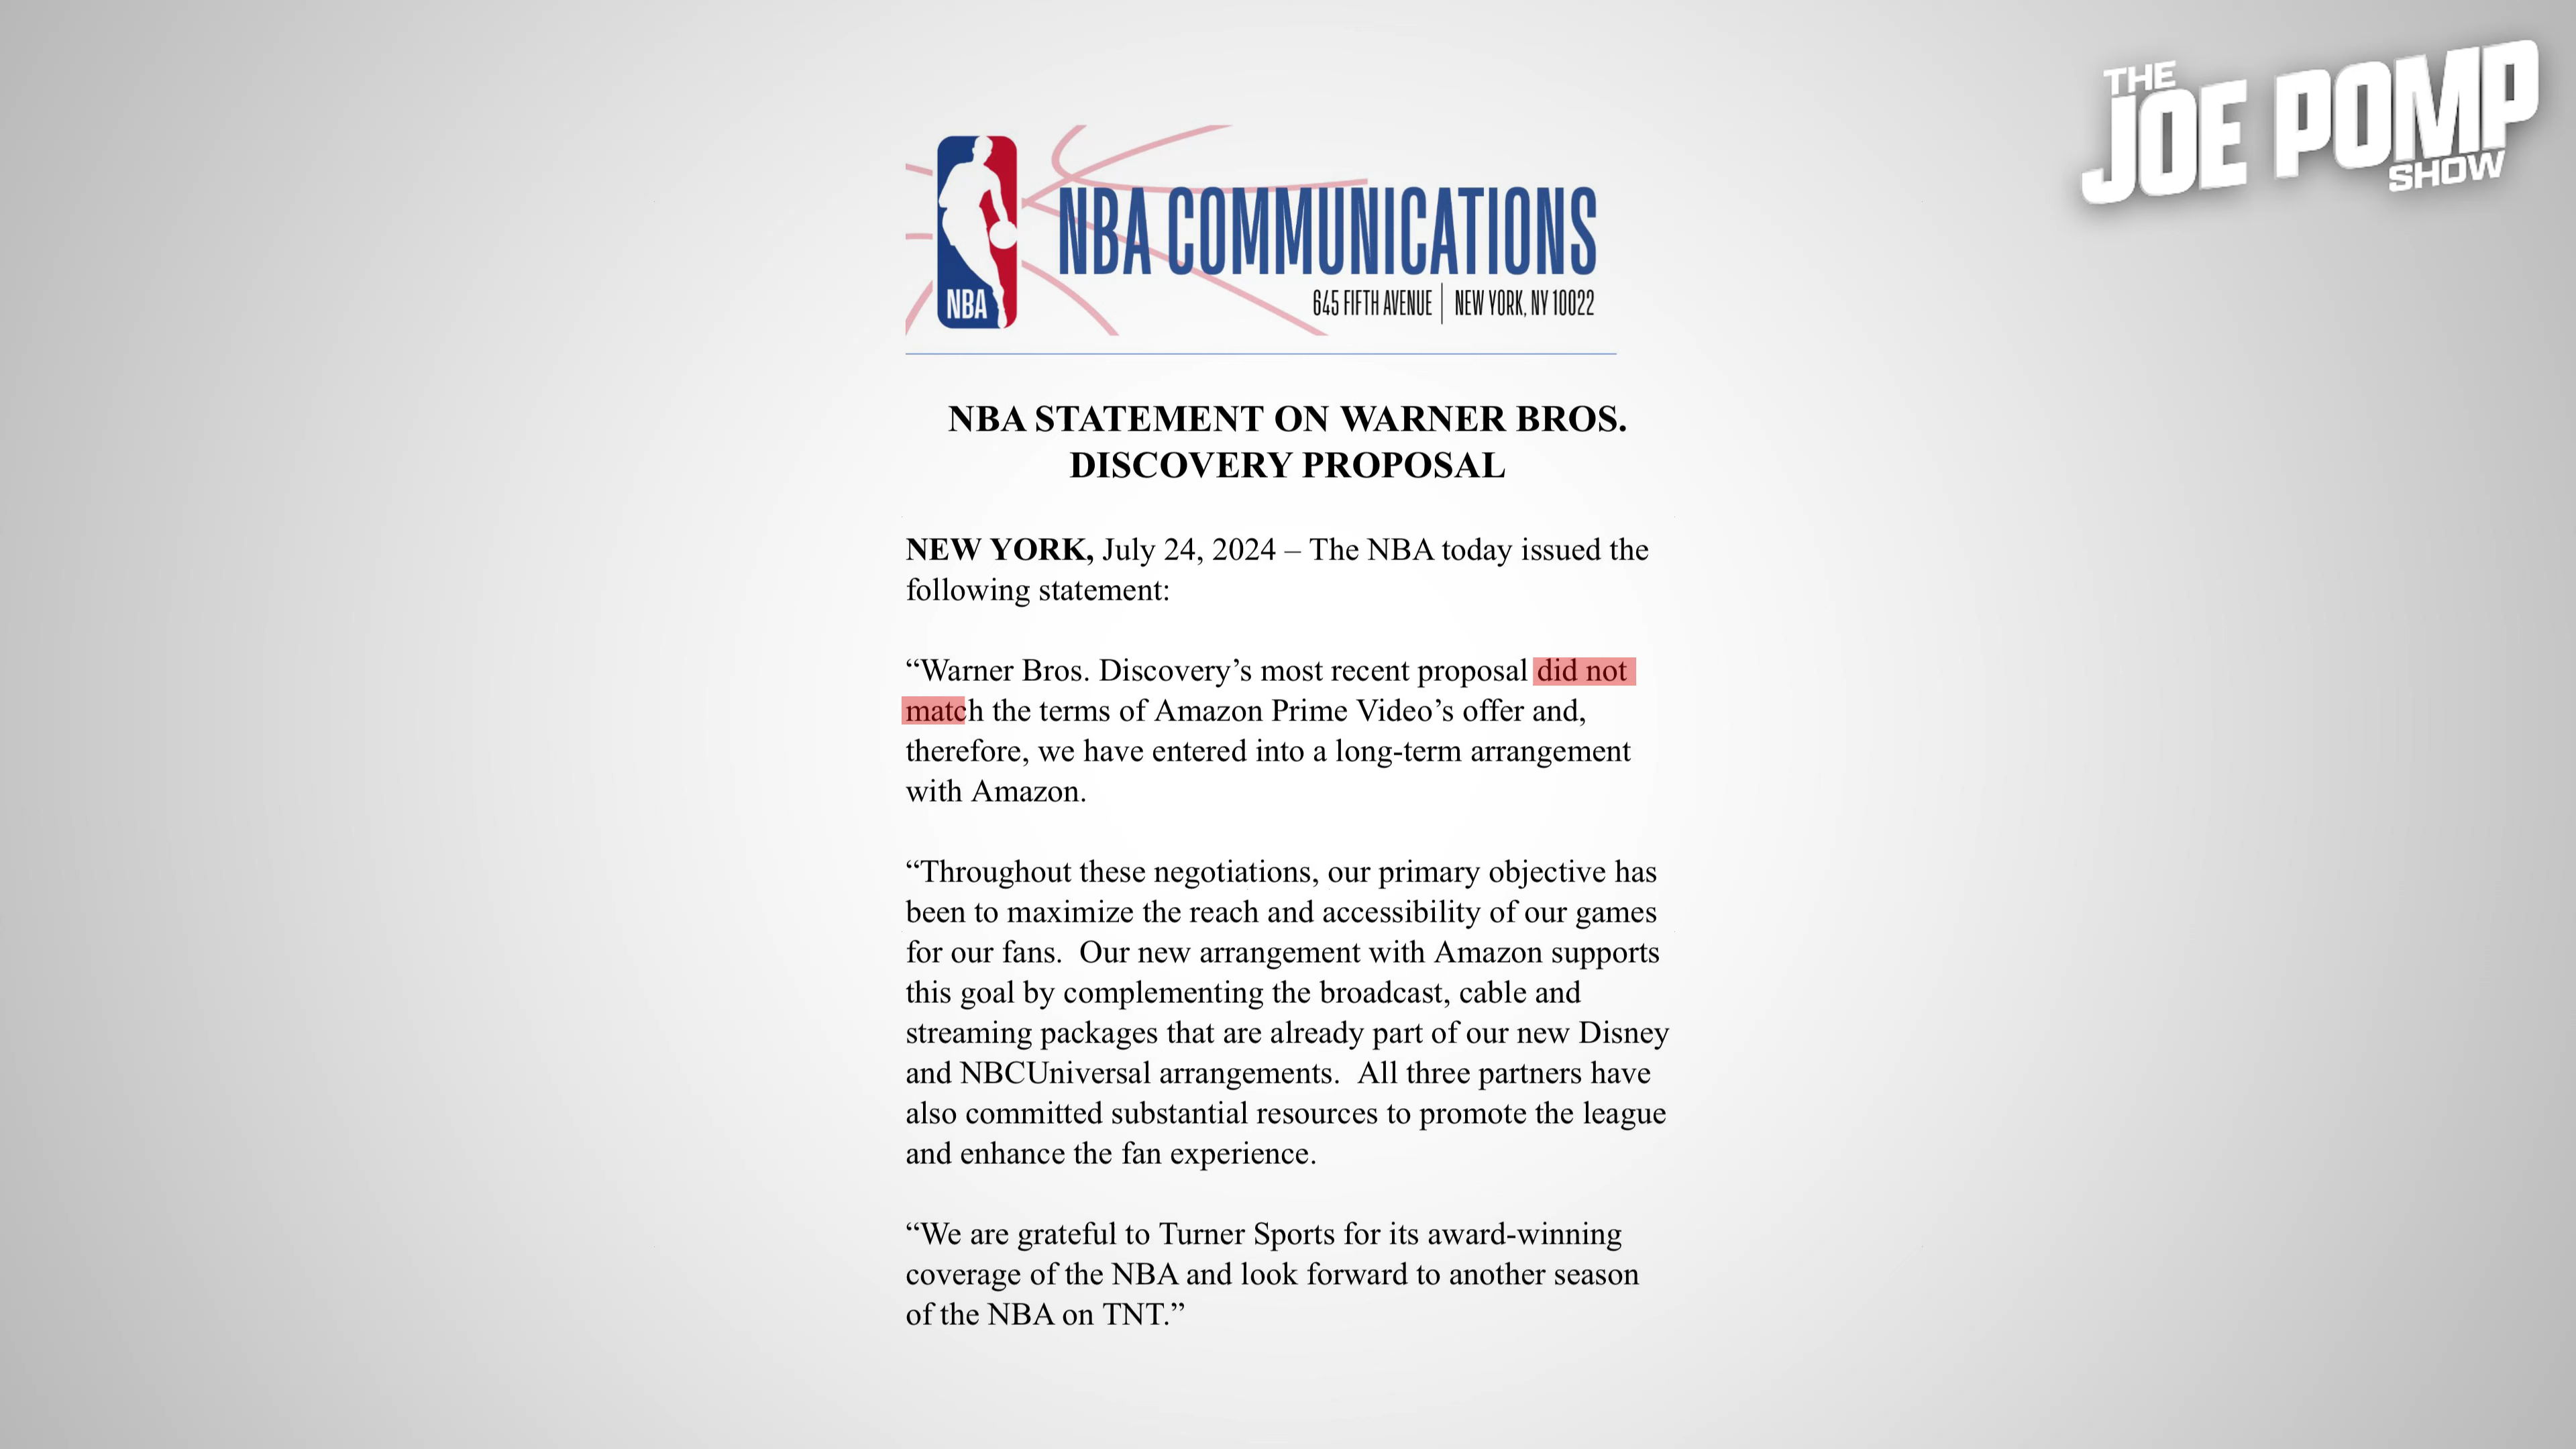 THE
JOE POMP
SHOW
NBA
NBA COMMUNICATIONS
645 FIFTH AVENUE | NEW YORK, NY 10022
NBA STATEMENT ON WARNER BROS.
DISCOVERY PROPOSAL
NEW YORK, July 24, 2024 – The NBA today issued the
following statement:
“Warner Bros. Discovery’s most recent proposal did not
match the terms of Amazon Prime Video’s offer and,
therefore, we have entered into a long-term arrangement
with Amazon.
“Throughout these negotiations, our primary objective has
been to maximize the reach and accessibility of our games
for our fans.  Our new arrangement with Amazon supports
this goal by complementing the broadcast, cable and
streaming packages that are already part of our new Disney
and NBCUniversal arrangements.  All three partners have
also committed substantial resources to promote the league
and enhance the fan experience.
“We are grateful to Turner Sports for its award-winning
coverage of the NBA and look forward to another season
of the NBA on TNT.”